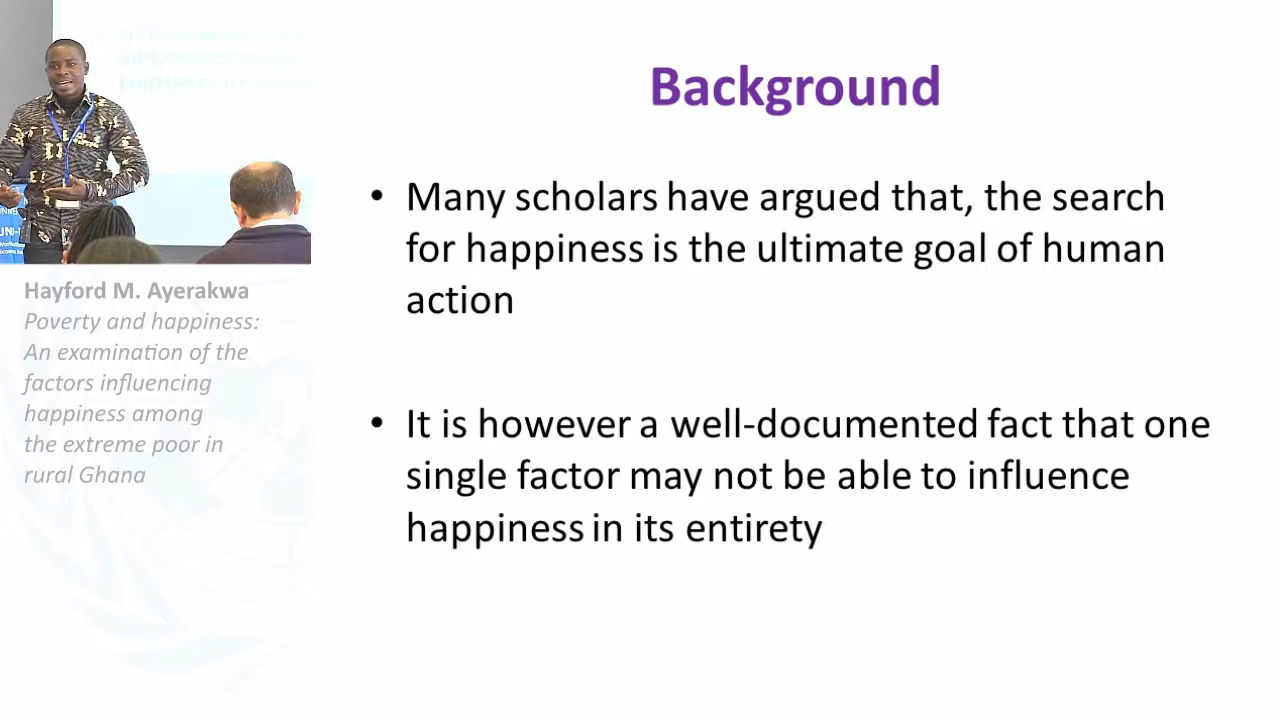 Background
• Many scholars have argued that, the search
for happiness is the ultimate goal of human
action
• It is however a well-documented fact that one
single factor may not be able to influence
happiness in its entirety
Hayford M. Ayerakwa
Poverty and happiness:
An examination of the
factors influencing
happiness among
the extreme poor in
rural Ghana